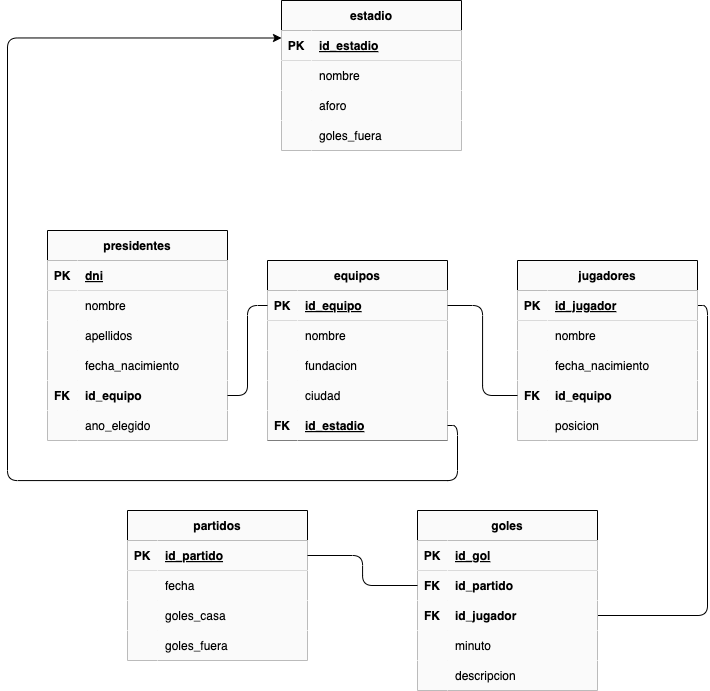 estadio
PK id_estadio
nombre
aforo
goles_fuera
presidentes
PK dni
nombre
apellidos
fecha_nacimiento
FK id_equipo
ano_elegido
equipos
PK id_equipo
nombre
fundacion
ciudad
FK id_estadio
jugadores
PK id_jugador
nombre
fecha_nacimiento
FK id_equipo
posicion
partidos
PK id_partido
fecha
goles_casa
goles_fuera
goles
PK id_gol
FK id_partido
FK id_jugador
minuto
descripcion